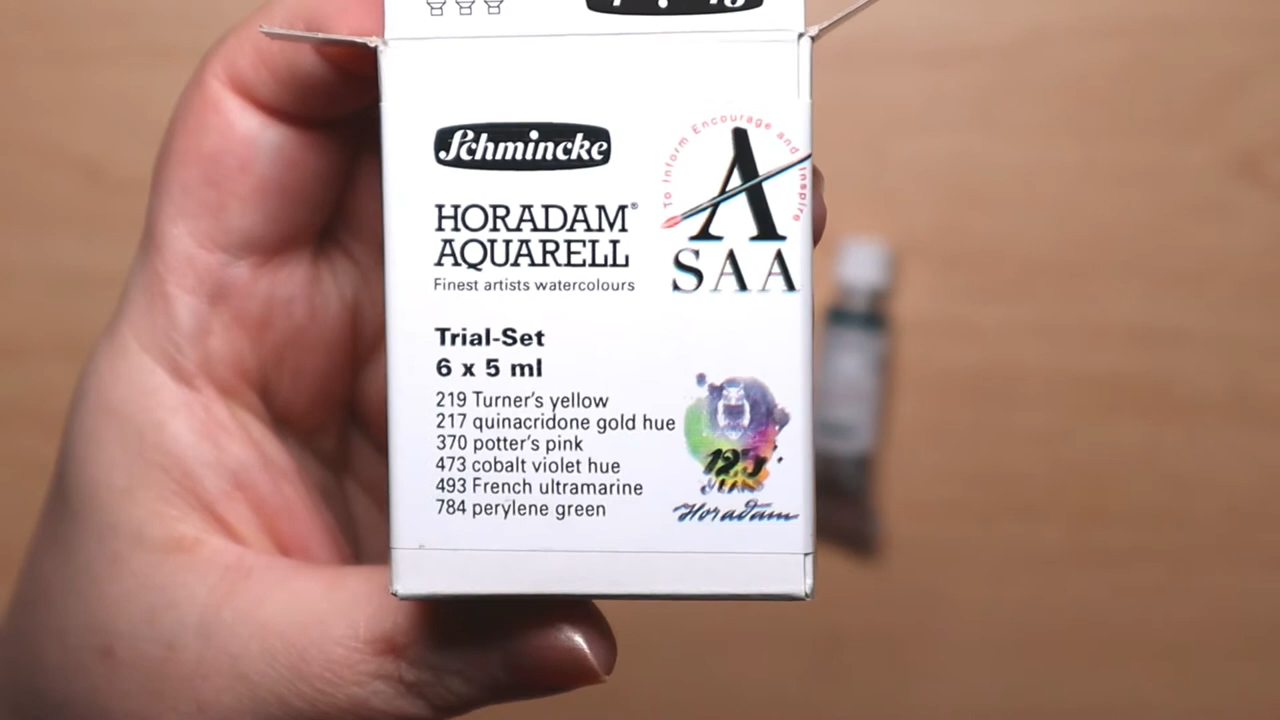 Schmincke
To Inform Encourage and Inspire
A
SAA
HORADAM®
AQUARELL
Finest artists watercolours
Trial-Set
6 x 5 ml
219 Turner's yellow
217 quinacridone gold hue
370 potter's pink
473 cobalt violet hue
493 French ultramarine
784 perylene green
125
YEARS
Horadam